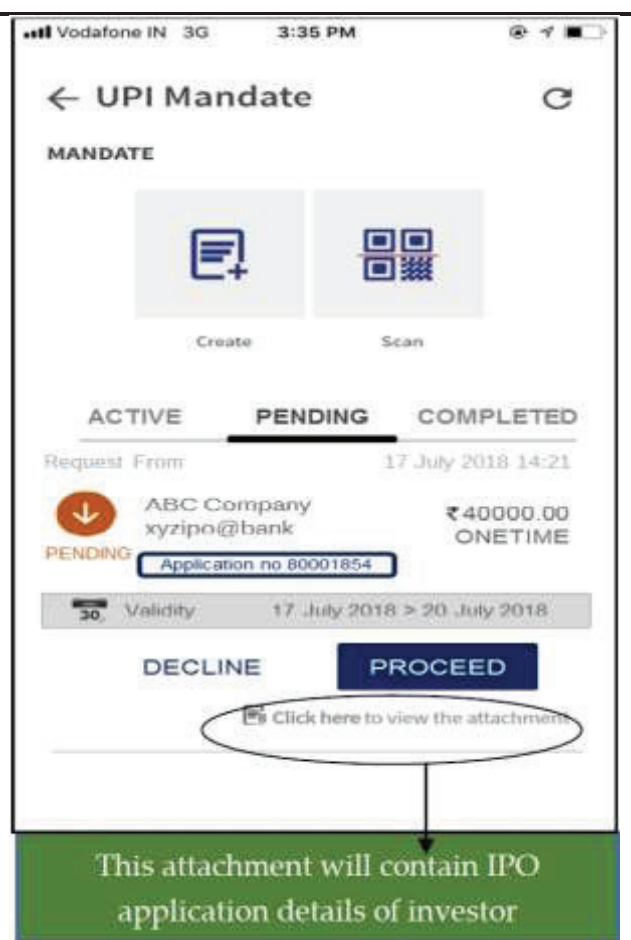 Vodafone IN 3G 3:35 PM
← UPI Mandate
MANDATE
Create Scan
ACTIVE PENDING COMPLETED
Request From 17 July 2018 14:21
ABC Company ₹40000.00
xyzipo@bank ONETIME
PENDING
Application no 80001854
30 Validity 17 July 2018 > 20 July 2018
DECLINE PROCEED
Click here to view the attachment
This attachment will contain IPO
application details of investor